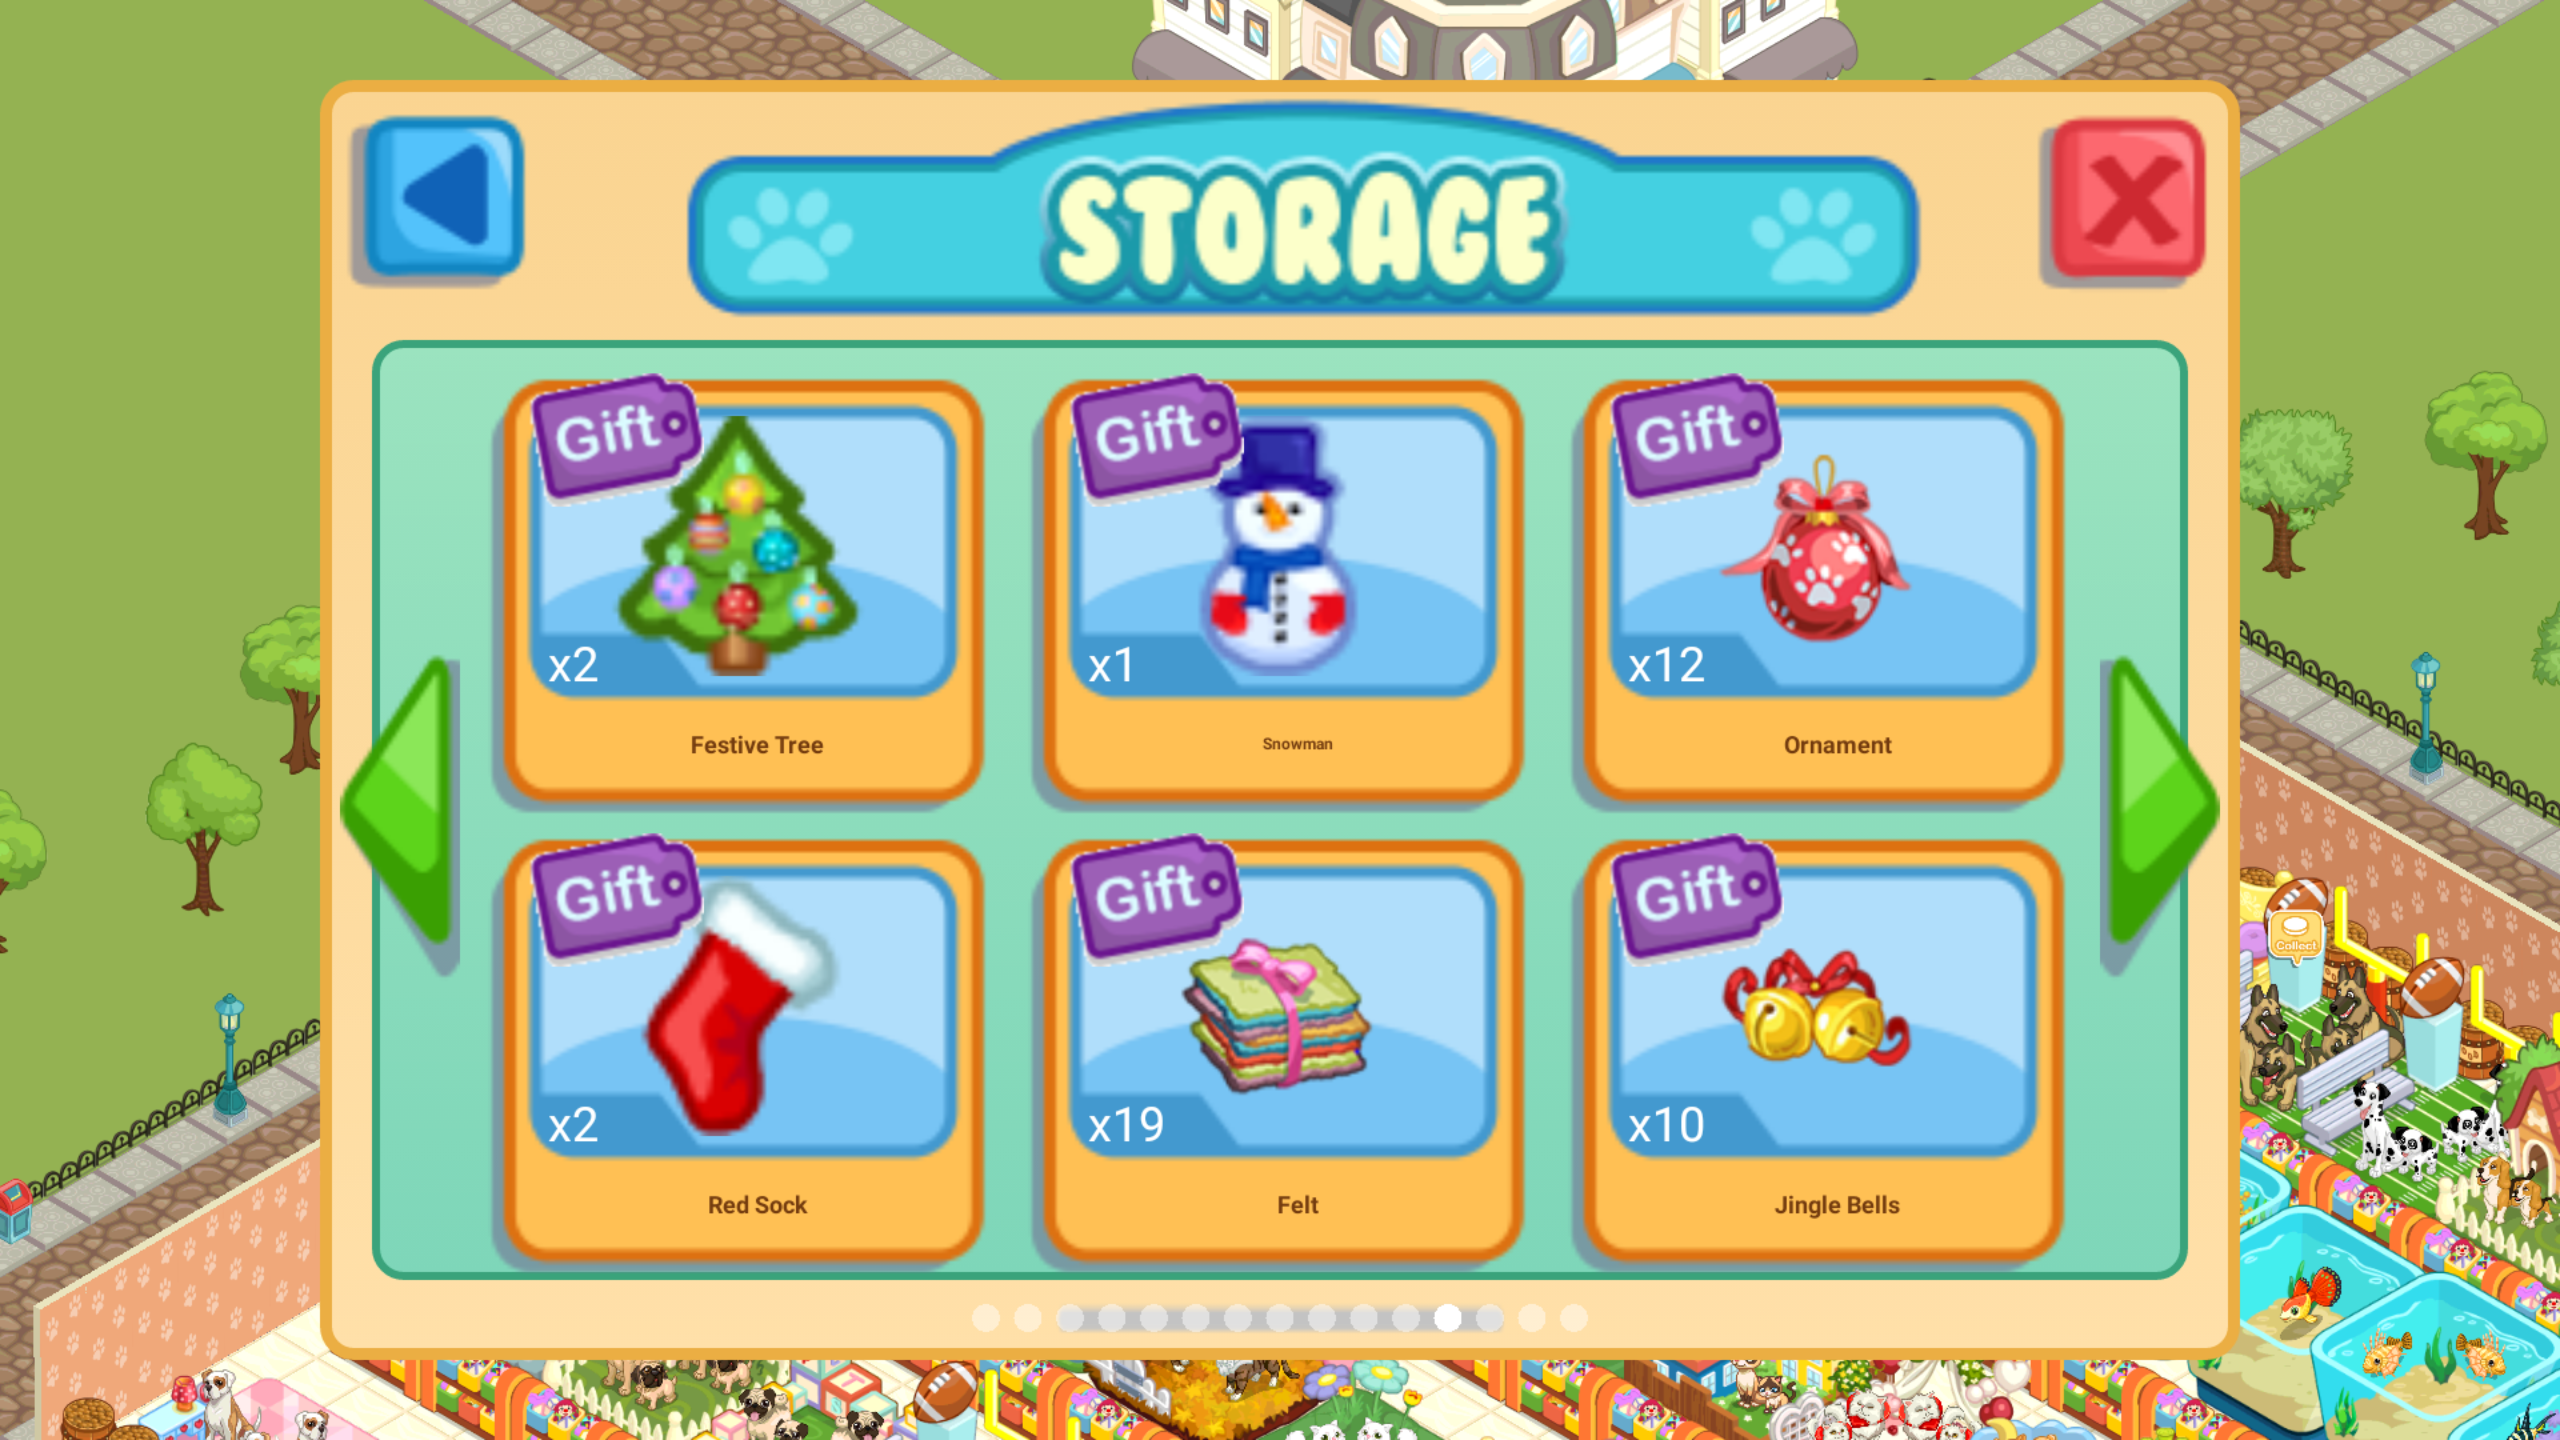 STORAGE
Gift
x2
Festive Tree
Gift
x1
Snowman
Gift
x12
Ornament
Gift
x2
Red Sock
Gift
x19
Felt
Gift
x10
Jingle Bells
Collect